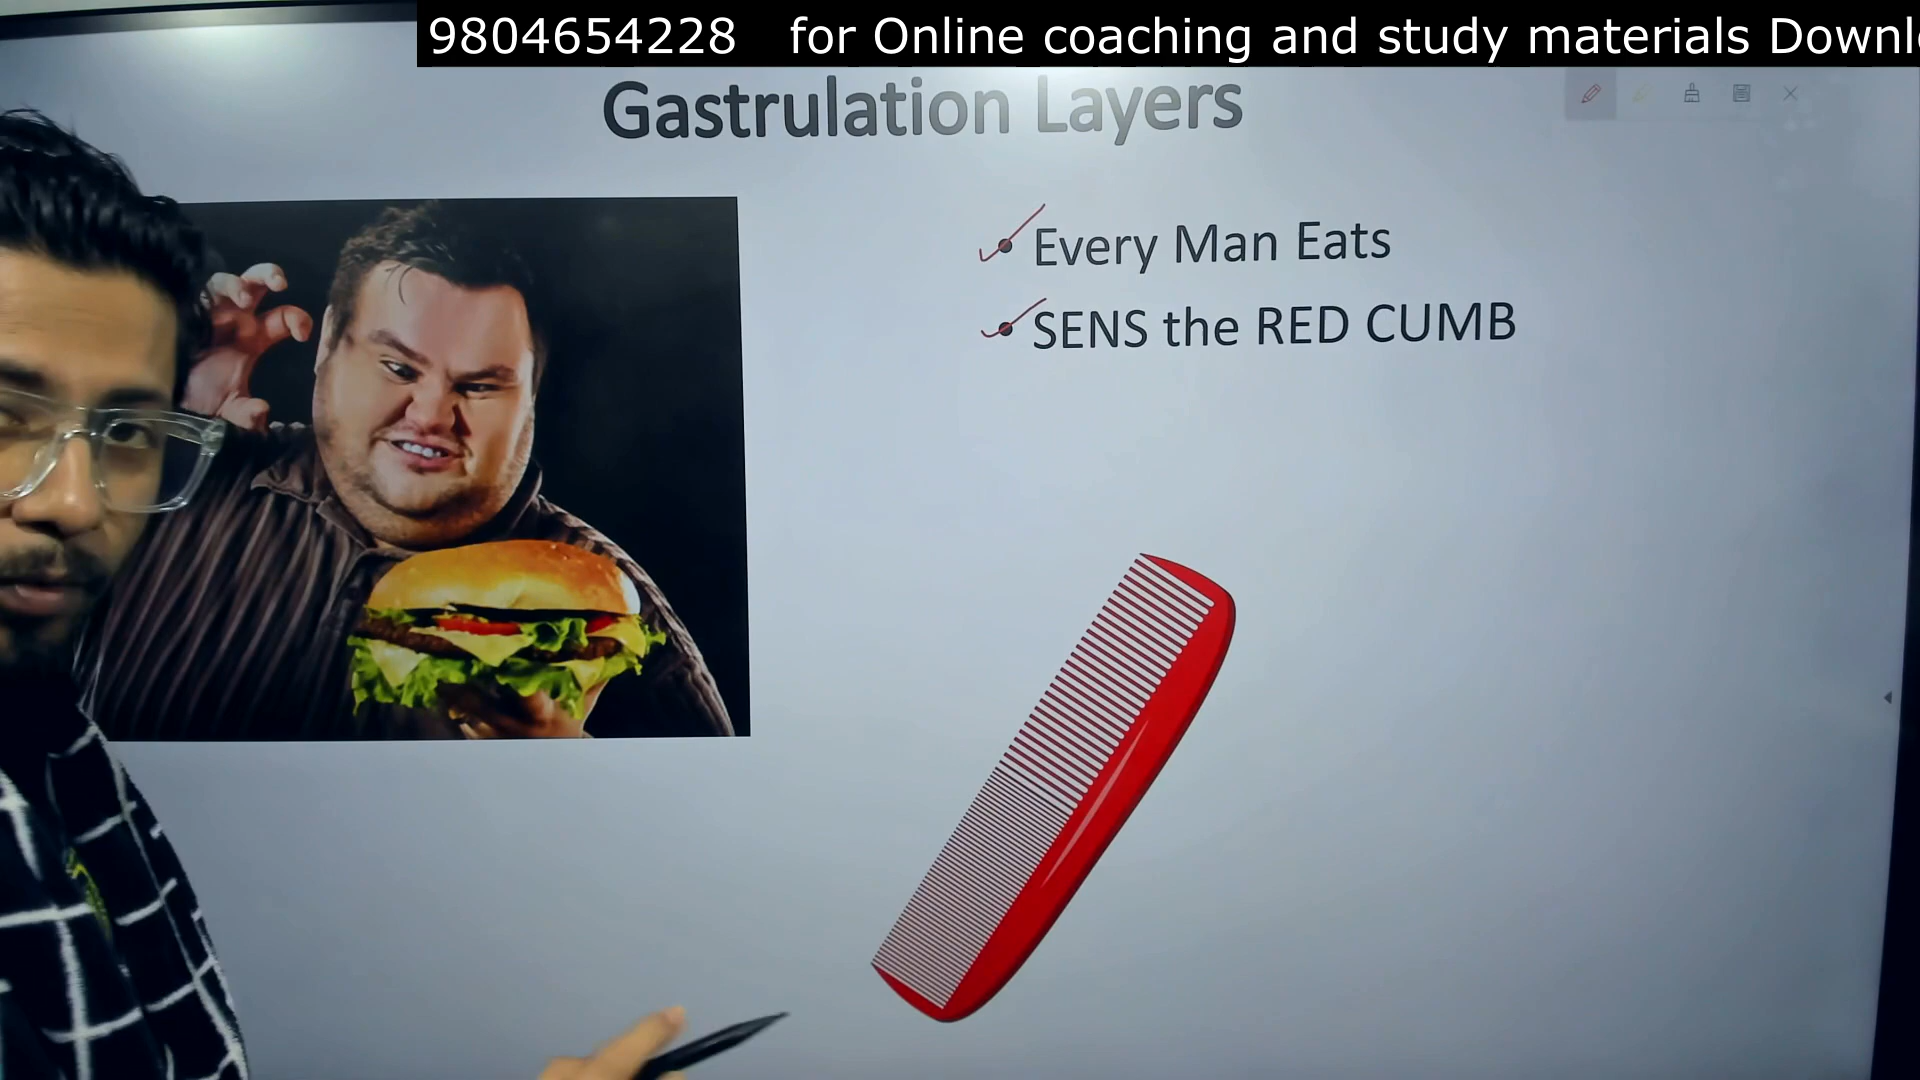 9804654228 for Online coaching and study materials Downl
Gastrulation Layers
Every Man Eats
SENS the RED CUMB